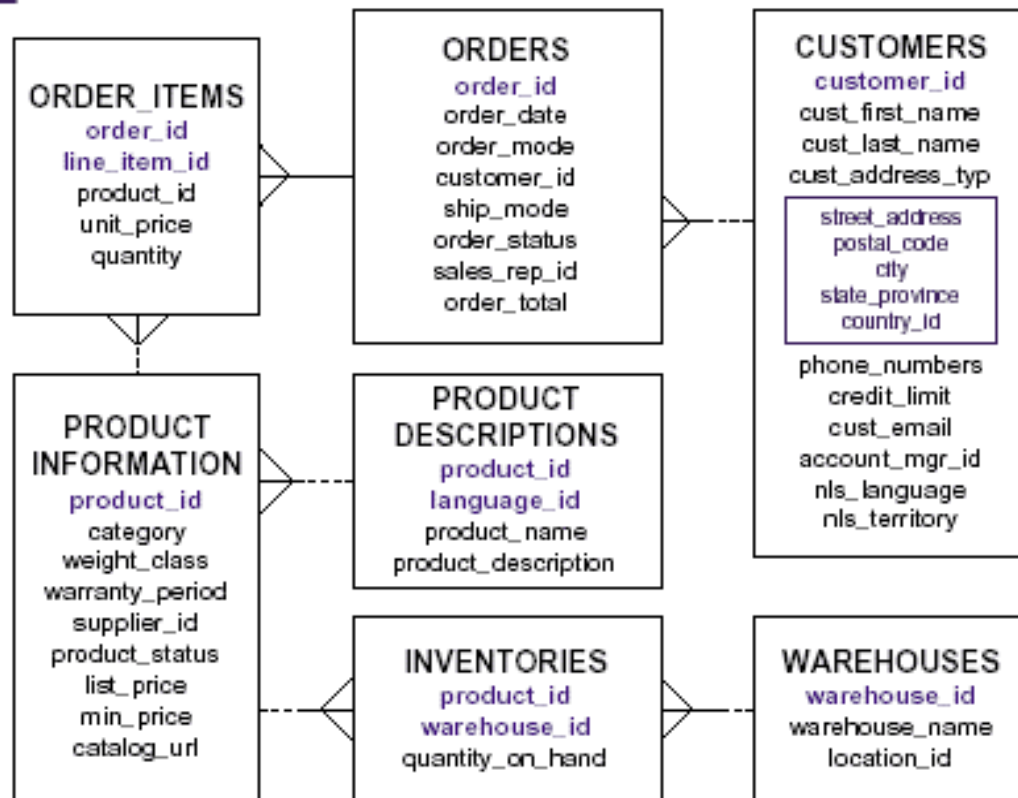 ORDER_ITEMS
order_id
line_item_id
product_id
unit_price
quantity
ORDERS
order_id
order_date
order_mode
customer_id
ship_mode
order_status
sales_rep_id
order_total
CUSTOMERS
customer_id
cust_first_name
cust_last_name
cust_address_typ
street_address
postal_code
city
state_province
country_id
phone_numbers
credit_limit
cust_email
account_mgr_id
nls_language
nls_territory
PRODUCT
INFORMATION
product_id
category
weight_class
warranty_period
supplier_id
product_status
list_price
min_price
catalog_url
PRODUCT
DESCRIPTIONS
product_id
language_id
product_name
product_description
INVENTORIES
product_id
warehouse_id
quantity_on_hand
WAREHOUSES
warehouse_id
warehouse_name
location_id